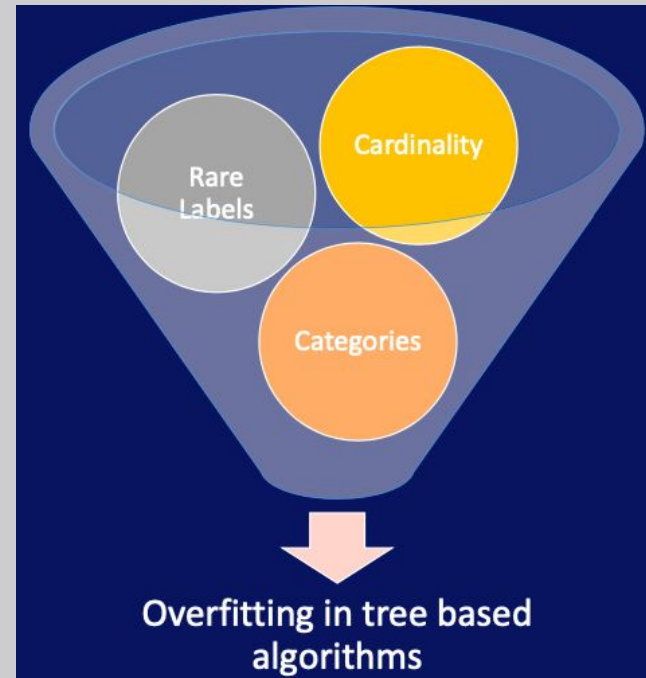 Cardinality
Rare
Labels
Categories
Overfitting in tree based
algorithms